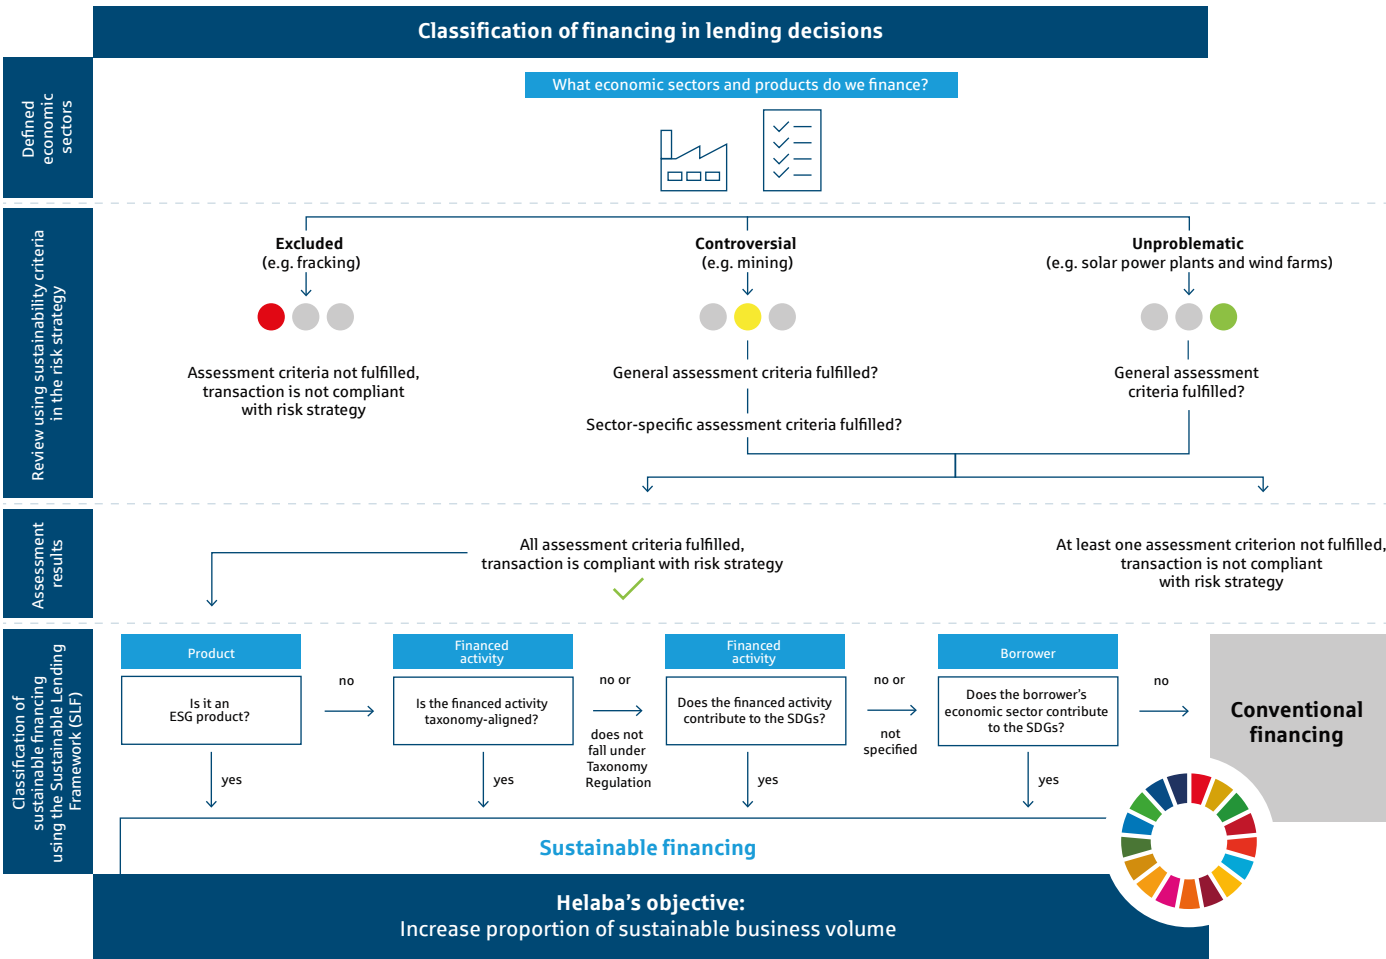 Classification of financing in lending decisions
Defined
economic
sectors
What economic sectors and products do we finance?
Review using sustainability criteria
in the risk strategy
Excluded
(e.g. fracking)
Controversial
(e.g. mining)
Unproblematic
(e.g. solar power plants and wind farms)
Assessment criteria not fulfilled,
transaction is not compliant
with risk strategy
General assessment criteria fulfilled?
Sector-specific assessment criteria fulfilled?
General assessment
criteria fulfilled?
Assessment
results
All assessment criteria fulfilled,
transaction is compliant with risk strategy
At least one assessment criterion not fulfilled,
transaction is not compliant
with risk strategy
Classification of
sustainable financing
using the Sustainable Lending
Framework (SLF)
Product
Is it an
ESG product?
no
yes
Financed
activity
Is the financed activity
taxonomy-aligned?
no or
does not
fall under
Taxonomy
Regulation
yes
Financed
activity
Does the financed activity
contribute to the SDGs?
no or
not
specified
yes
Borrower
Does the borrower's
economic sector contribute
to the SDGs?
no
yes
Conventional
financing
Sustainable financing
Helaba's objective:
Increase proportion of sustainable business volume